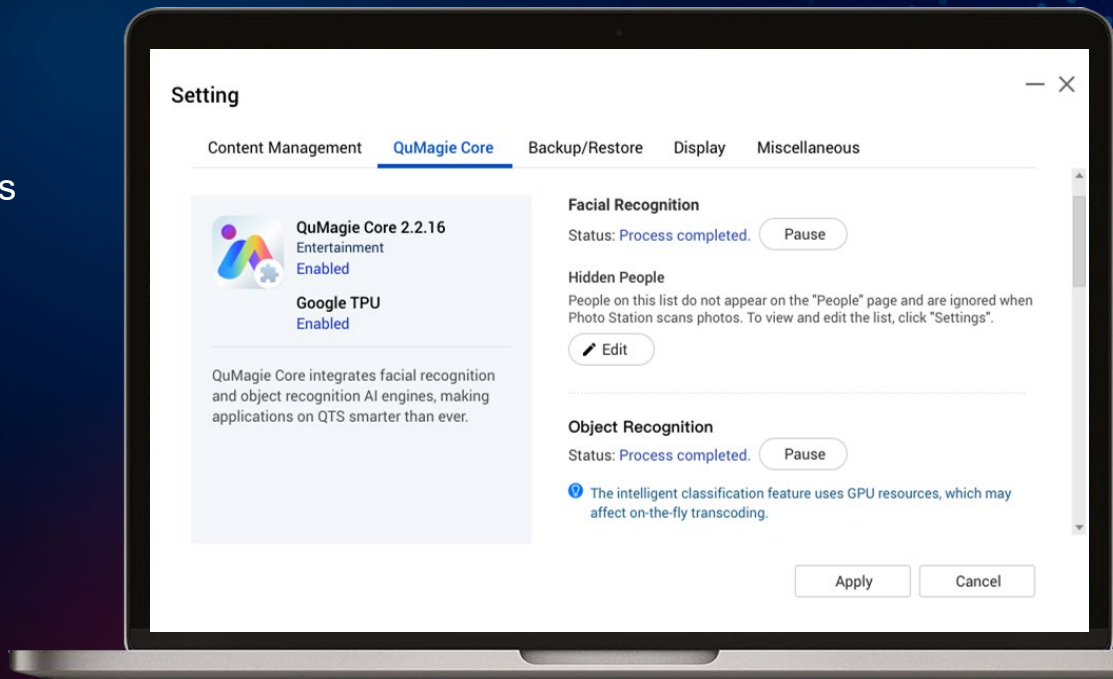 s
Setting
Content Management QuMagie Core Backup/Restore Display Miscellaneous
QuMagie Core 2.2.16
Entertainment
Enabled
Google TPU
Enabled
QuMagie Core integrates facial recognition
and object recognition AI engines, making
applications on QTS smarter than ever.
Facial Recognition
Status: Process completed. Pause
Hidden People
People on this list do not appear on the "People" page and are ignored when
Photo Station scans photos. To view and edit the list, click "Settings".
Edit
Object Recognition
Status: Process completed. Pause
The intelligent classification feature uses GPU resources, which may
affect on-the-fly transcoding.
Apply Cancel